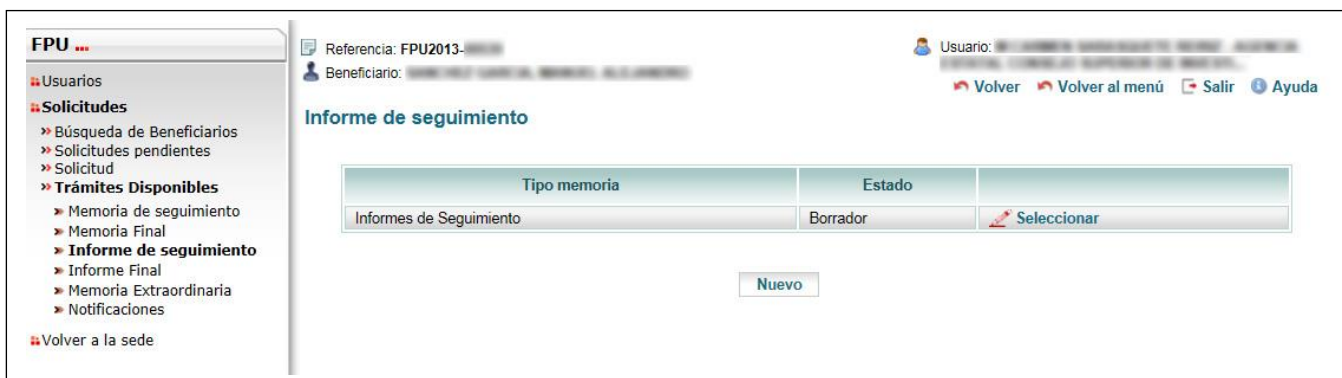 FPU ...
Usuarios
Solicitudes
Búsqueda de Beneficiarios
Solicitudes pendientes
Solicitud
Trámites Disponibles
Memoria de seguimiento
Memoria Final
Informe de seguimiento
Informe Final
Memoria Extraordinaria
Notificaciones
Volver a la sede
Referencia: FPU2013-
Beneficiario:
Usuario:
Volver Volver al menú Salir Ayuda
Informe de seguimiento
Tipo memoria Estado
Informes de Seguimiento Borrador Seleccionar
Nuevo